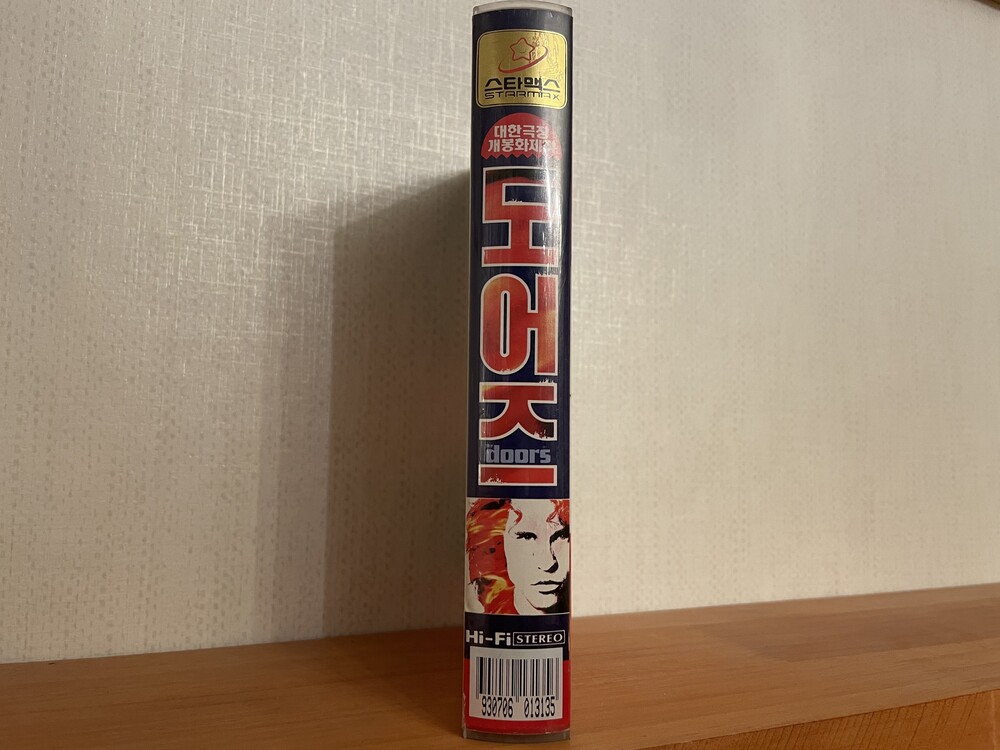 스타맥스
STARMAX
대한극장
개봉화제작
도어즈
doors
Hi-Fi STEREO
930706 013135